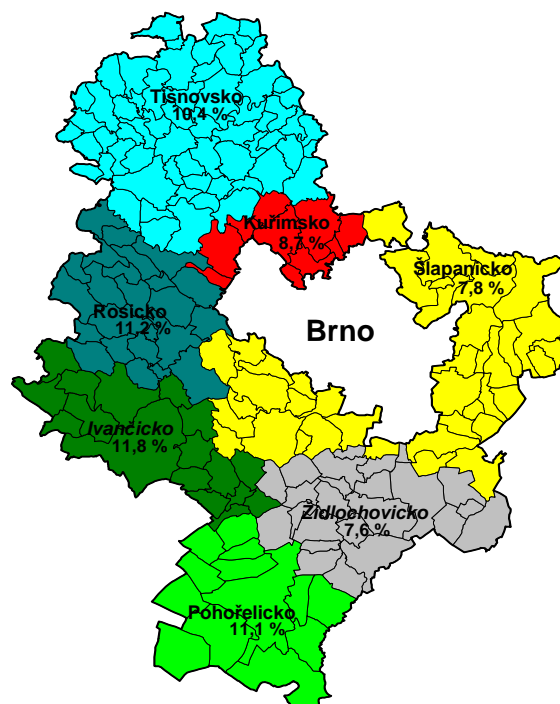 Tišnovsko
10,4 %
Kuřimsko
8,7 %
Šlapanicko
7,8 %
Rosicko
11,2 %
Brno
Ivančicko
11,8 %
Židlochovicko
7,6 %
Pohořelicko
11,1 %